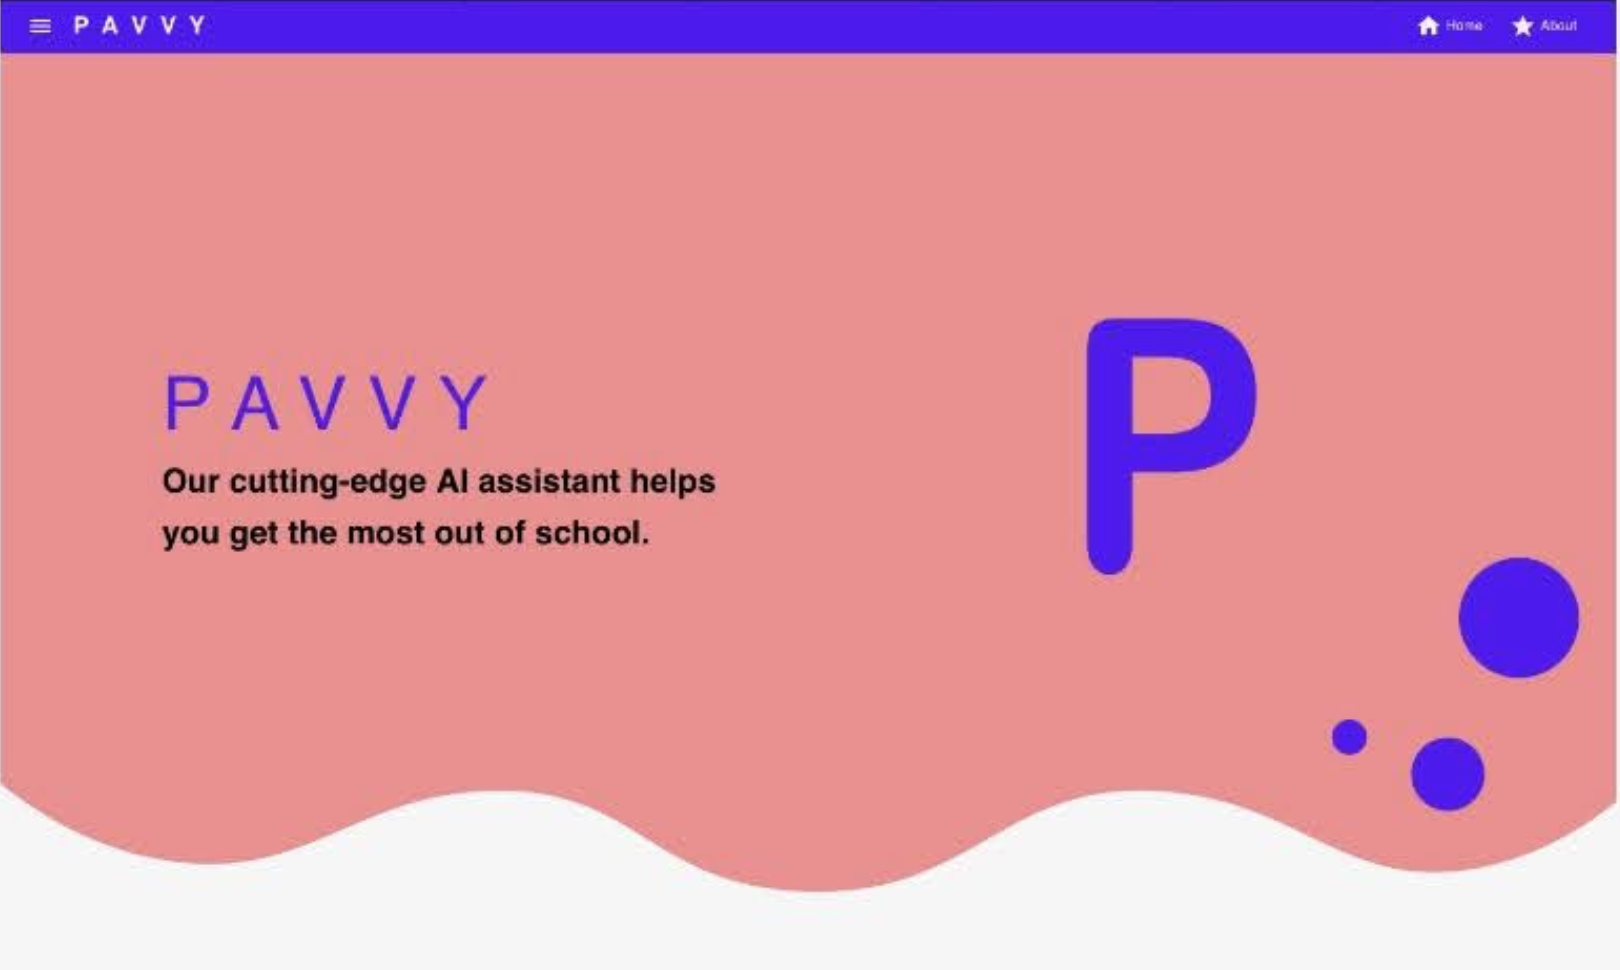 PAVVY
Home
About
PAVVY
Our cutting-edge AI assistant helps
you get the most out of school.
P